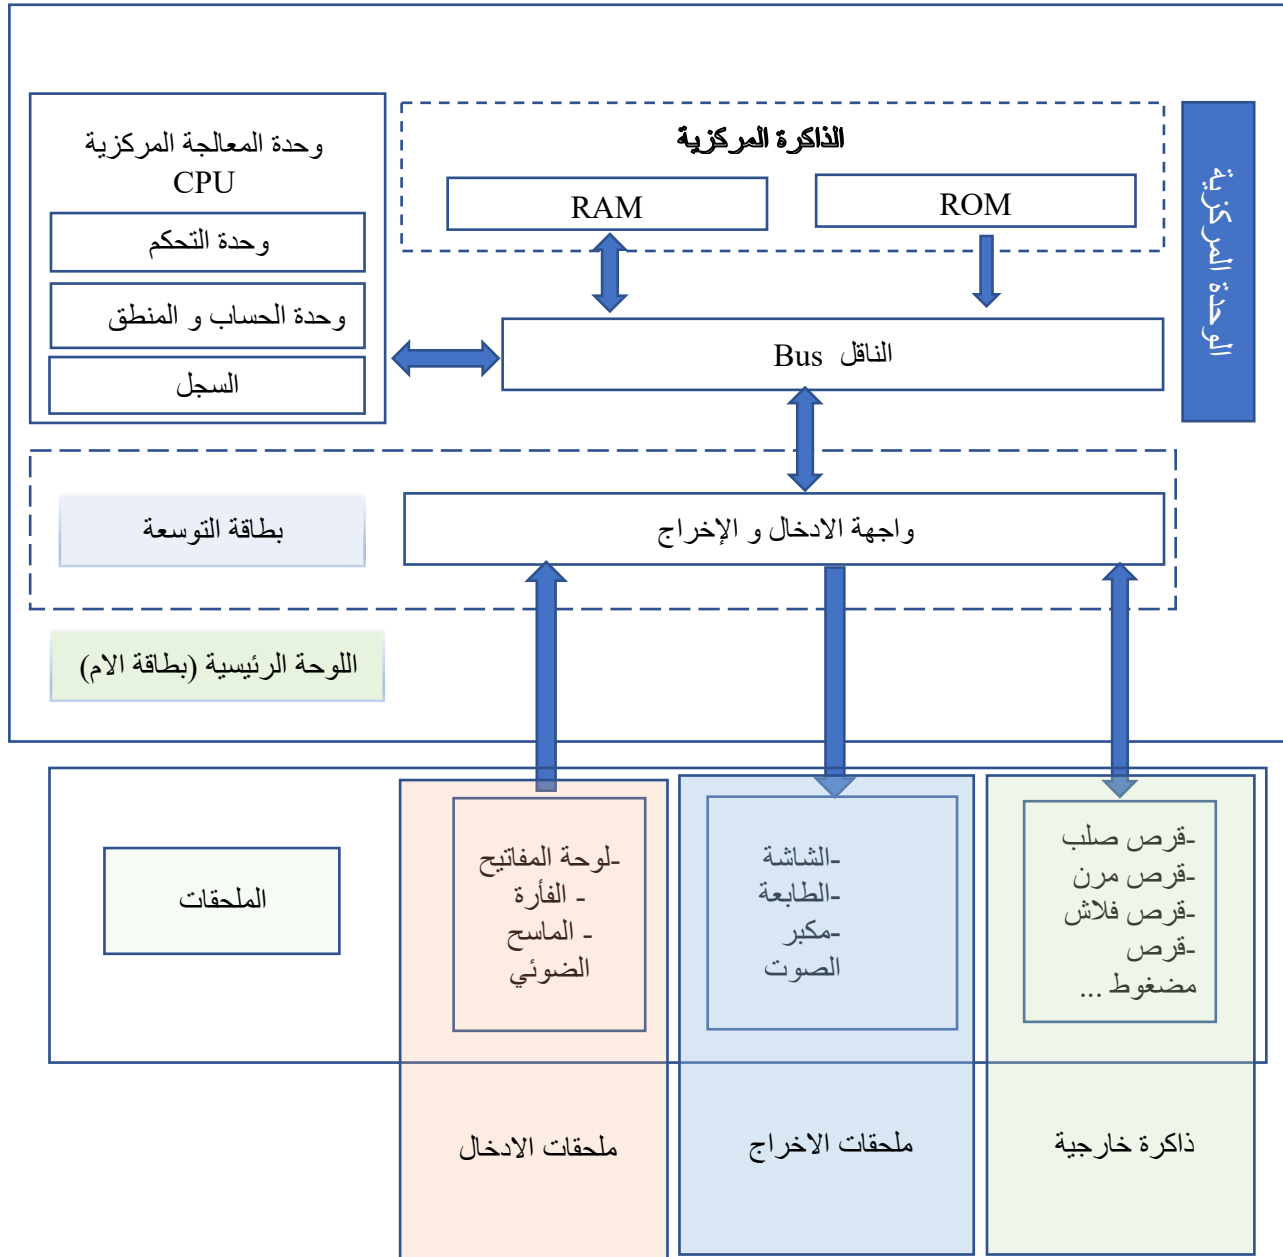 الذاكرة المركزية
ROM
RAM
الوحدة المركزية
وحدة المعالجة المركزية
CPU
وحدة التحكم
وحدة الحساب و المنطق
السجل
الناقل Bus
واجهة الادخال و الإخراج
بطاقة التوسعة
اللوحة الرئيسية (بطاقة الام)
-قرص صلب
-قرص مرن
-قرص فلاش
-قرص
مضغوط ...
-الشاشة
-الطابعة
-مكبر
الصوت
-لوحة المفاتيح
- الفأرة
- الماسح
الضوئي
الملحقات
ذاكرة خارجية
ملحقات الاخراج
ملحقات الادخال